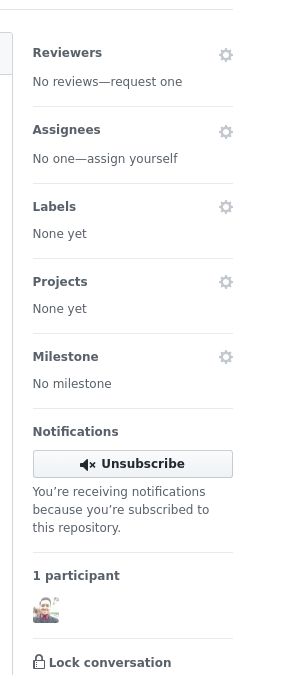 Reviewers
No reviews—request one
Assignees
No one—assign yourself
Labels
None yet
Projects
None yet
Milestone
No milestone
Notifications
Unsubscribe
You’re receiving notifications
because you’re subscribed to
this repository.
1 participant
Lock conversation